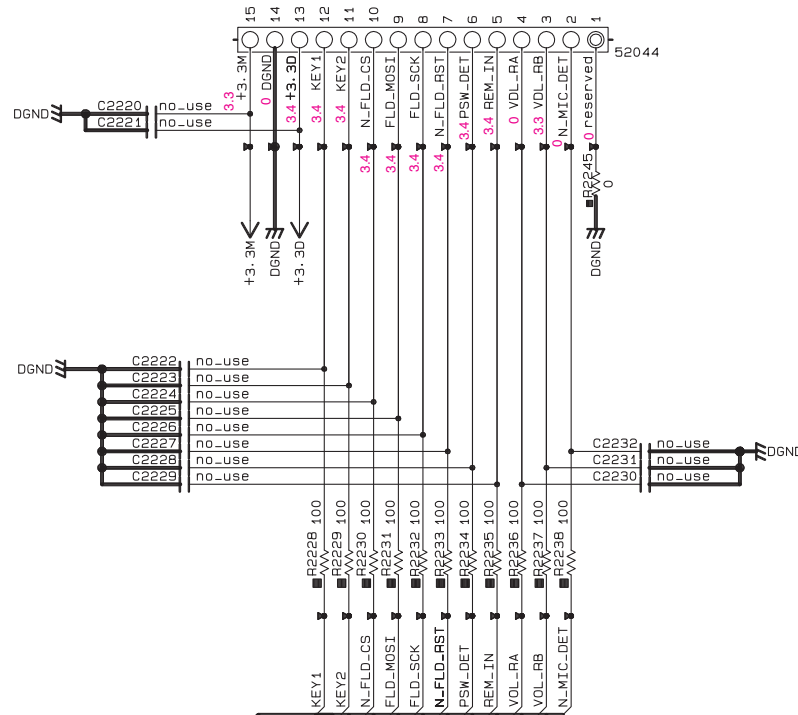 15 14 13 12 11 10 9 8 7 6 5 4 3 2 1
52044
+3.3M
DGND
+3.3D
KEY1
KEY2
N_FLD_CS
FLD_MOSI
FLD_SCK
N_FLD_RST
PSW_DET
REM_IN
VDL_RA
VDL_RB
N_MIC_DET
reserved
3.3
0
3.4
3.4
3.4
3.4
3.4
3.4
3.4
3.4
3.4
0
3.3
0
0
DGND
C2220 no_use
C2221 no_use
R2245
0
+3.3M
DGND
+3.3D
DGND
DGND
C2222 no_use
C2223 no_use
C2224 no_use
C2225 no_use
C2226 no_use
C2227 no_use
C2228 no_use
C2229 no_use
C2232 no_use
C2231 no_use
C2230 no_use
DGND
R2228 100
R2229 100
R2230 100
R2231 100
R2232 100
R2233 100
R2234 100
R2235 100
R2236 100
R2237 100
R2238 100
KEY1
KEY2
N_FLD_CS
FLD_MOSI
FLD_SCK
N_FLD_RST
PSW_DET
REM_IN
VOL_RA
VOL_RB
N_MIC_DET